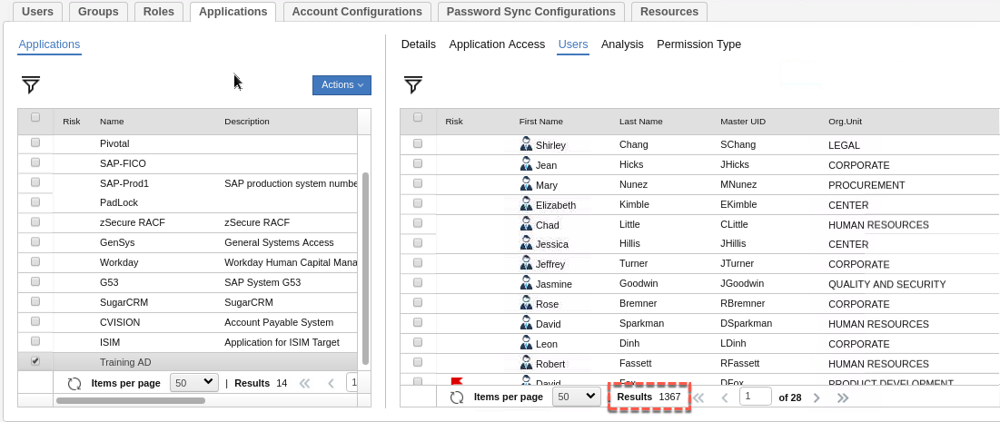 Users Groups Roles Applications Account Configurations Password Sync Configurations Resources
Applications
Actions
Risk Name Description
Pivotal
SAP-FICO
SAP-Prod1 SAP production system numbe
PadLock
zSecure RACF zSecure RACF
GenSys General Systems Access
Workday Workday Human Capital Mana
G53 SAP System G53
SugarCRM SugarCRM
CVISION Account Payable System
ISIM Application for ISIM Target
Training AD
Items per page 50 | Results 14 1
Details Application Access Users Analysis Permission Type
Risk First Name Last Name Master UID Org.Unit
Shirley Chang SChang LEGAL
Jean Hicks JHicks CORPORATE
Mary Nunez MNunez PROCUREMENT
Elizabeth Kimble EKimble CENTER
Chad Little CLittle HUMAN RESOURCES
Jessica Hillis JHillis CENTER
Jeffrey Turner JTurner CORPORATE
Jasmine Goodwin JGoodwin QUALITY AND SECURITY
Rose Bremner RBremner CORPORATE
David Sparkman DSparkman HUMAN RESOURCES
Leon Dinh LDinh CORPORATE
Robert Fassett RFassett HUMAN RESOURCES
David Fox DFox PRODUCT DEVELOPMENT
Items per page 50 Results 1367 1 of 28